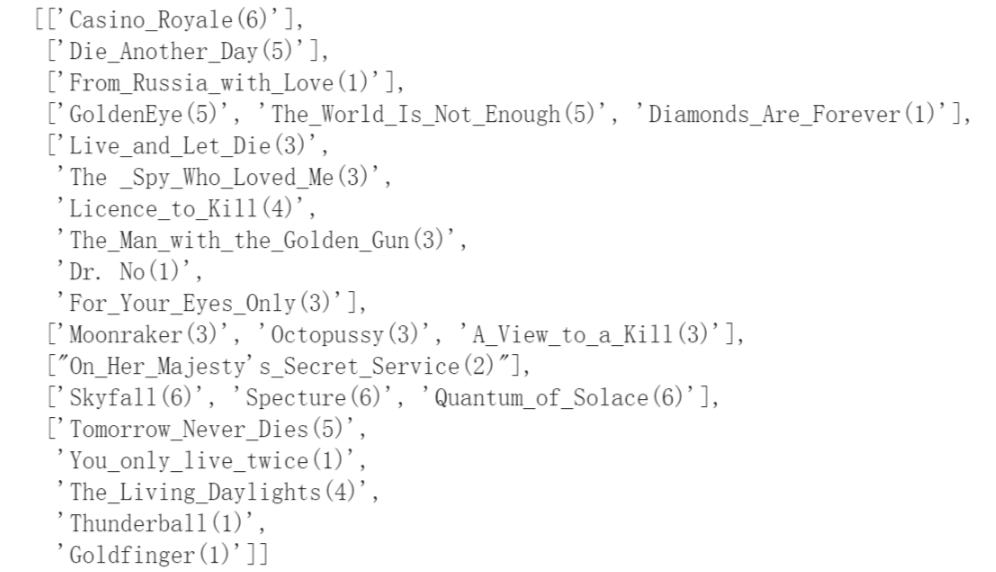 [['Casino_Royale(6)'],
['Die_Another_Day(5)'],
['From_Russia_with_Love(1)'],
['GoldenEye(5)', 'The_World_Is_Not_Enough(5)', 'Diamonds_Are_Forever(1)'],
['Live_and_Let_Die(3)',
'The _Spy_Who_Loved_Me(3)',
'Licence_to_Kill(4)',
'The_Man_with_the_Golden_Gun(3)',
'Dr. No(1)',
'For_Your_Eyes_Only(3)'],
['Moonraker(3)', 'Octopussy(3)', 'A_View_to_a_Kill(3)'],
["On_Her_Majesty's_Secret_Service(2)"],
['Skyfall(6)', 'Specture(6)', 'Quantum_of_Solace(6)'],
['Tomorrow_Never_Dies(5)',
'You_only_live_twice(1)',
'The_Living_Daylights(4)',
'Thunderball(1)',
'Goldfinger(1)']]